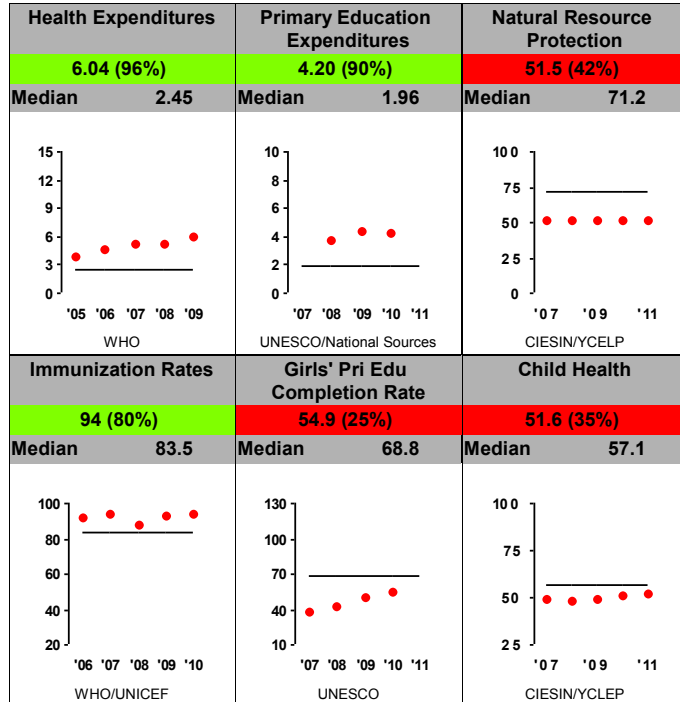 Health Expenditures
6.04 (96%)
Median 2.45
15
12
9
6
3
0
'05 '06 '07 '08 '09
WHO
Primary Education
Expenditures
4.20 (90%)
Median 1.96
10
8
6
4
2
0
'07 '08 '09 '10 '11
UNESCO/National Sources
Natural Resource
Protection
51.5 (42%)
Median 71.2
10 0
75
50
25
0
'0 7 '0 9 '11
CIESIN/YCELP
Immunization Rates
94 (80%)
Median 83.5
100
80
60
40
20
'06 '07 '08 '09 '10
WHO/UNICEF
Girls' Pri Edu
Completion Rate
54.9 (25%)
Median 68.8
130
100
70
40
10
'07 '08 '09 '10 '11
UNESCO
Child Health
51.6 (35%)
Median 57.1
10 0
75
50
2 5
'0 7 '0 9 '11
CIESIN/YCLEP